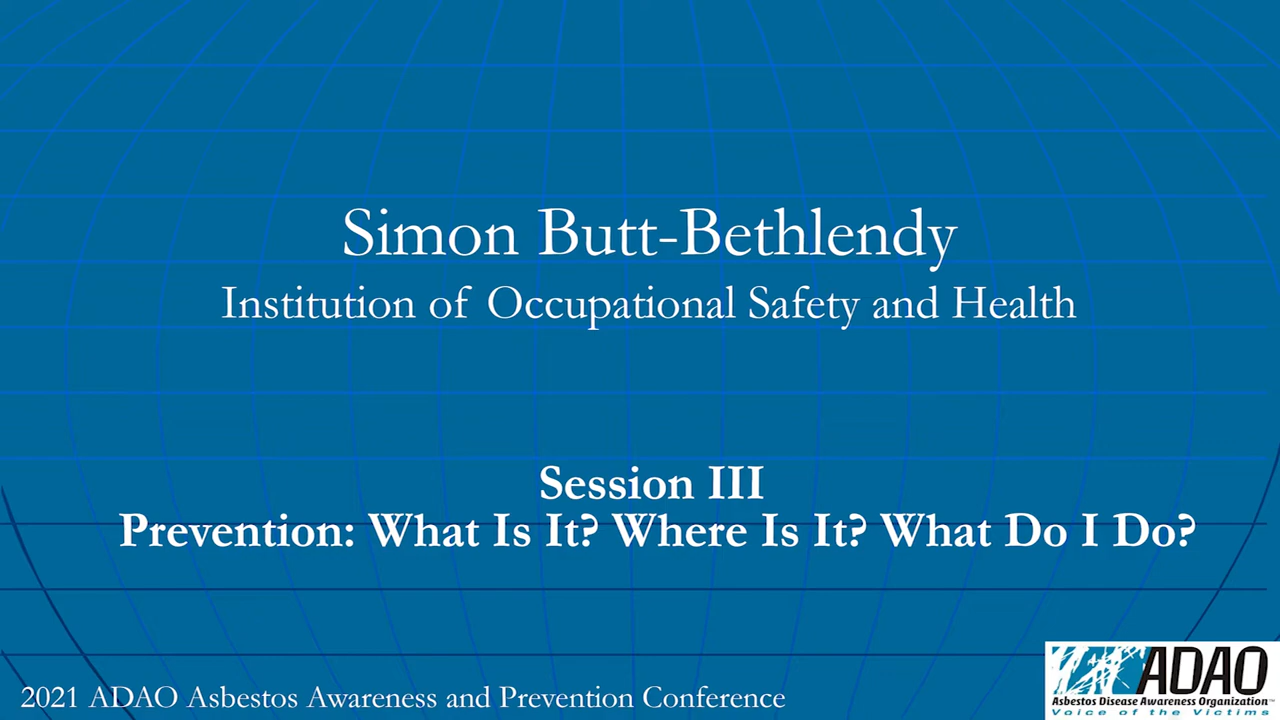 Simon Butt-Bethlendy
Institution of Occupational Safety and Health
Session III
Prevention: What Is It? Where Is It? What Do I Do?
2021 ADAO Asbestos Awareness and Prevention Conference
ADAO
Asbestos Disease Awareness Organization™
Voice of the Victims